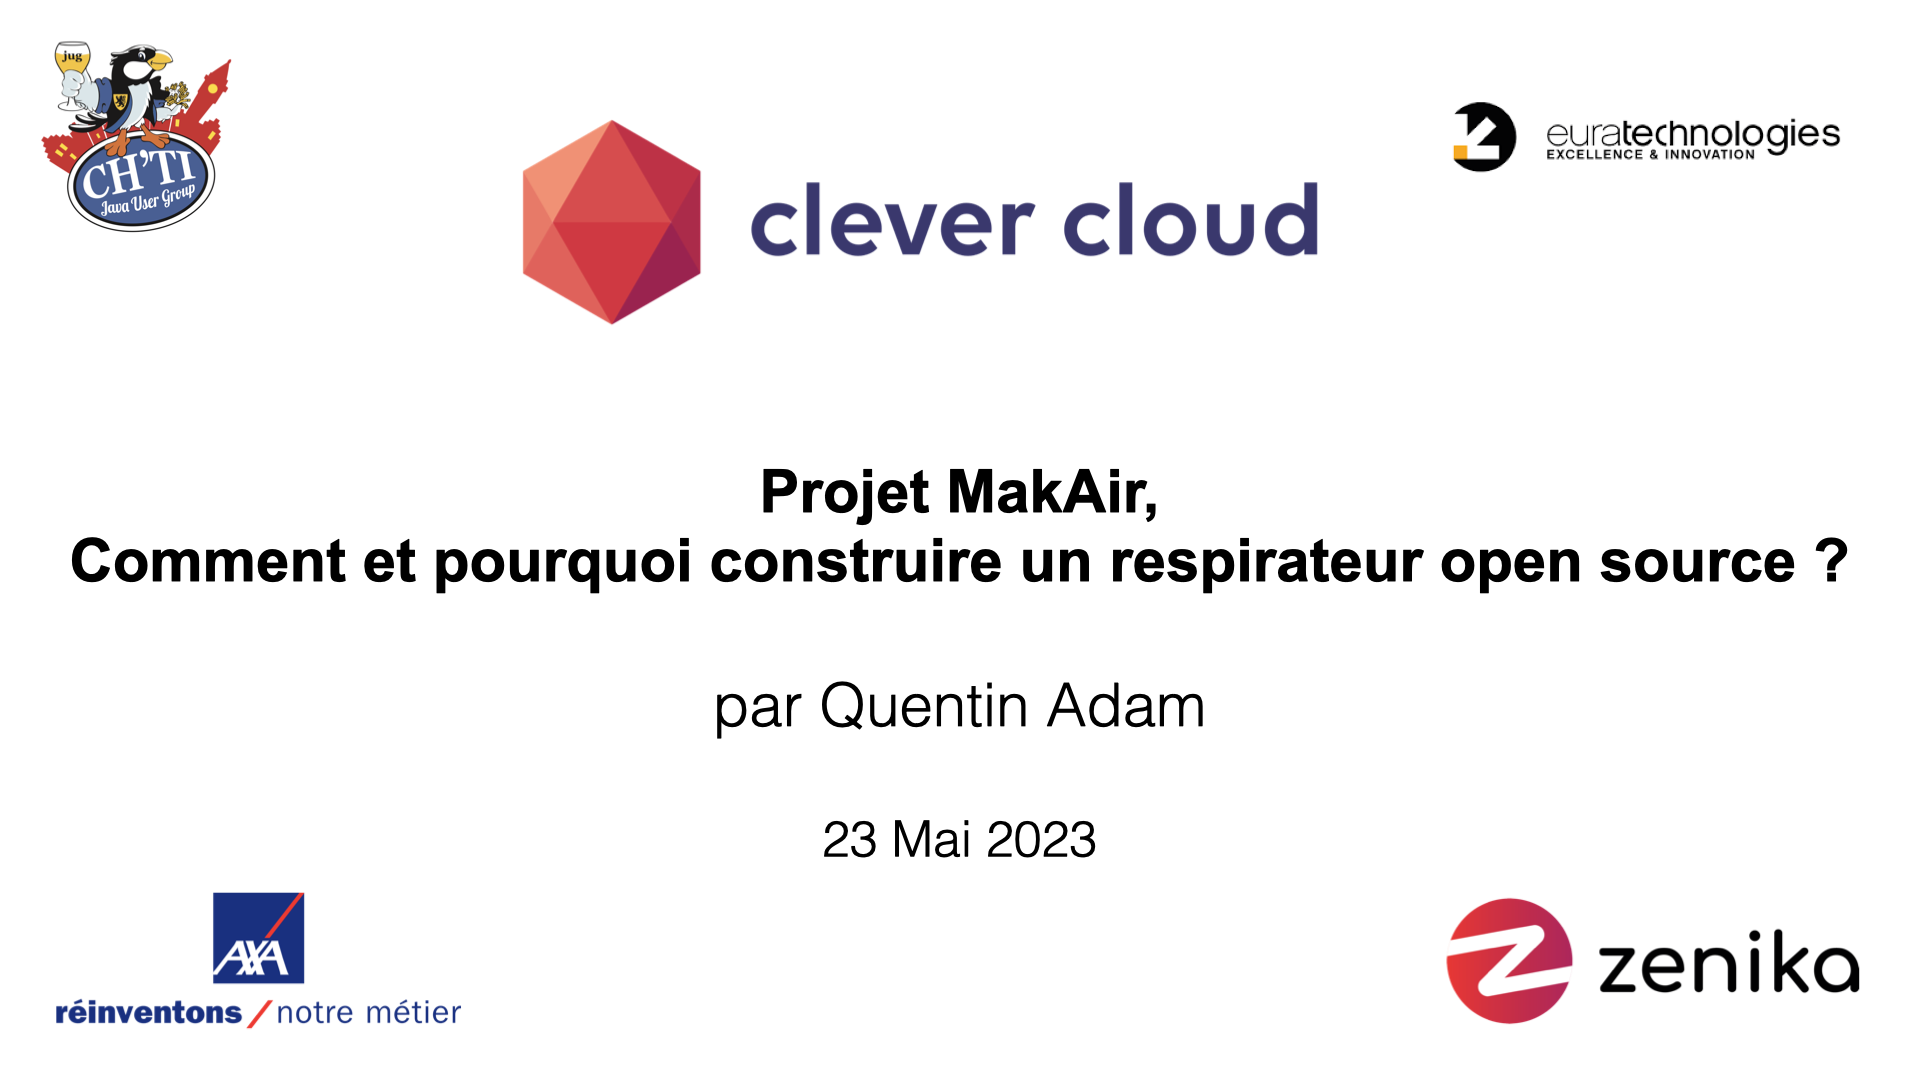 jug
CH'TI
Java User Group
clever cloud
euratechnologies
EXCELLENCE & INNOVATION
Projet MakAir,
Comment et pourquoi construire un respirateur open source ?
par Quentin Adam
23 Mai 2023
AXA
réinventons / notre métier
zenika